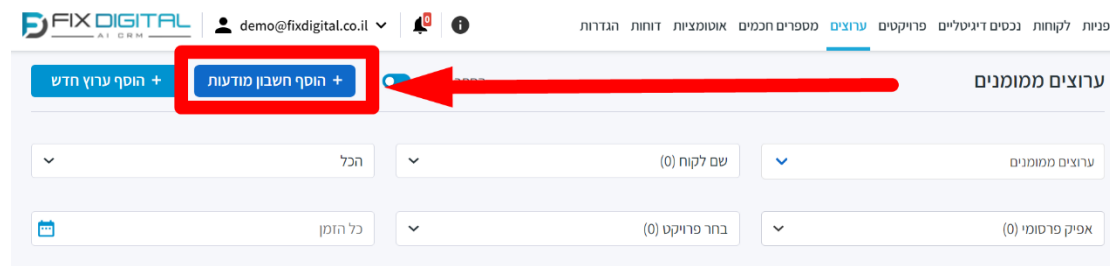 פניות לקוחות נכסים דיגיטליים פרויקטים ערוצים מספרים חכמים אוטומציות דוחות הגדרות
0
demo@fixdigital.co.il
FIX DIGITAL
AI CRM
ערוצים ממומנים
+ הוסף חשבון מודעות
+ הוסף ערוץ חדש
ערוצים ממומנים
שם לקוח (0)
הכל
אפיק פרסומי (0)
בחר פרויקט (0)
כל הזמן